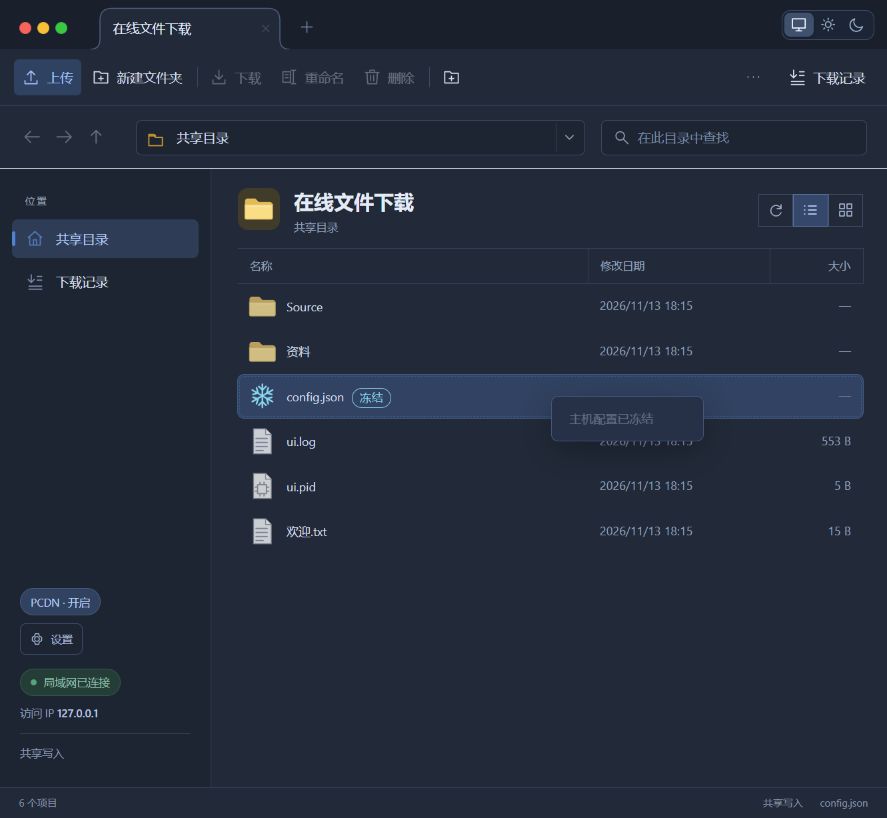 在线文件下载
上传 新建文件夹 下载 重命名 删除 ··· 下载记录
共享目录 在此目录中查找
位置
共享目录
下载记录
在线文件下载
共享目录
名称 修改日期 大小
Source 2026/11/13 18:15 —
资料 2026/11/13 18:15 —
config.json 冻结 —
主机配置已冻结
ui.log 2026/11/13 18:15 553 B
ui.pid 2026/11/13 18:15 5 B
欢迎.txt 2026/11/13 18:15 15 B
PCDN · 开启
设置
局域网已连接
访问 IP 127.0.0.1
共享写入
6 个项目 共享写入 config.json